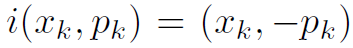 i(x_k, p_k) = (x_k, -p_k)